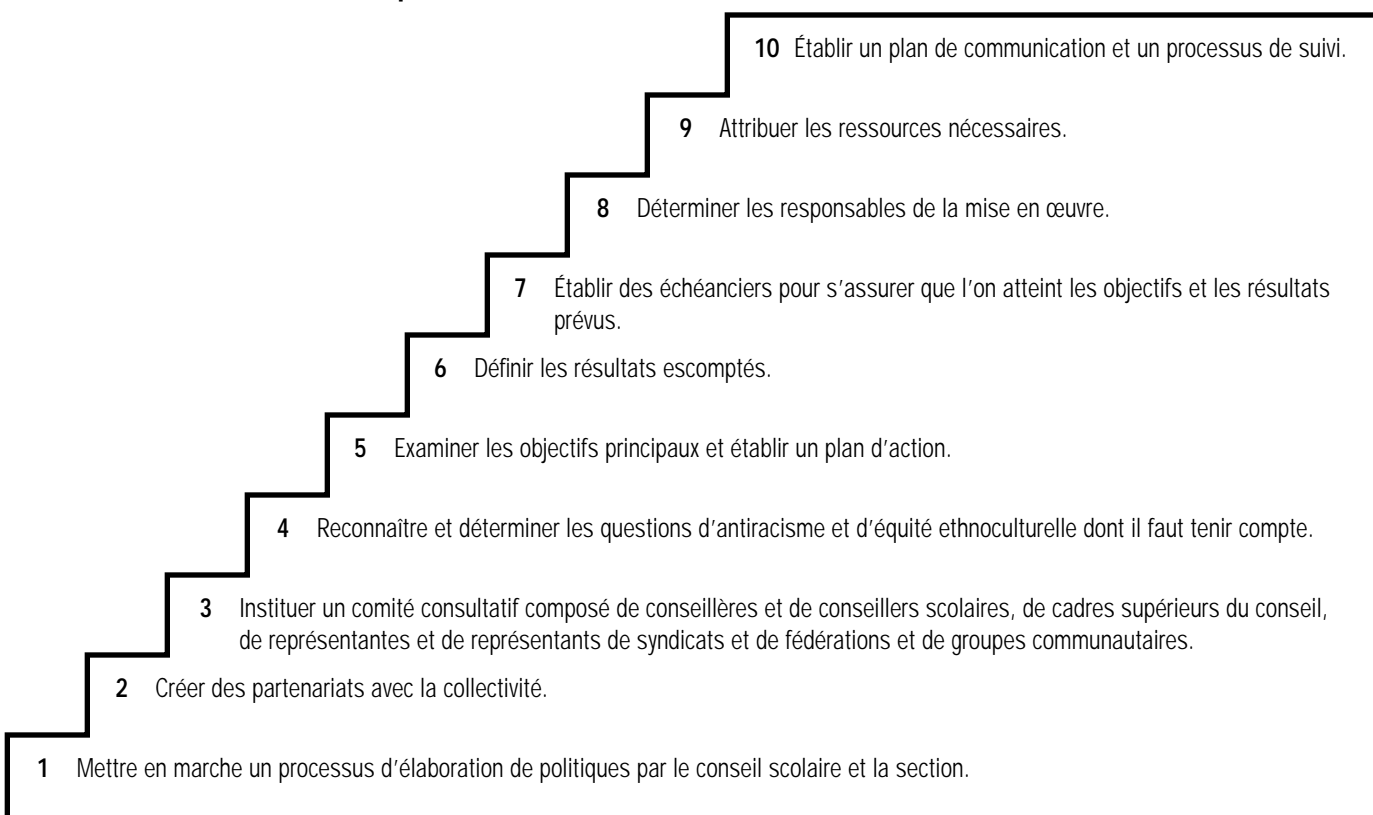 10 Établir un plan de communication et un processus de suivi.
9 Attribuer les ressources nécessaires.
8 Déterminer les responsables de la mise en œuvre.
7 Établir des échéanciers pour s'assurer que l'on atteint les objectifs et les résultats
prévus.
6 Définir les résultats escomptés.
5 Examiner les objectifs principaux et établir un plan d'action.
4 Reconnaître et déterminer les questions d'antiracisme et d'équité ethnoculturelle dont il faut tenir compte.
3 Instituer un comité consultatif composé de conseillères et de conseillers scolaires, de cadres supérieurs du conseil,
de représentantes et de représentants de syndicats et de fédérations et de groupes communautaires.
2 Créer des partenariats avec la collectivité.
1 Mettre en marche un processus d'élaboration de politiques par le conseil scolaire et la section.